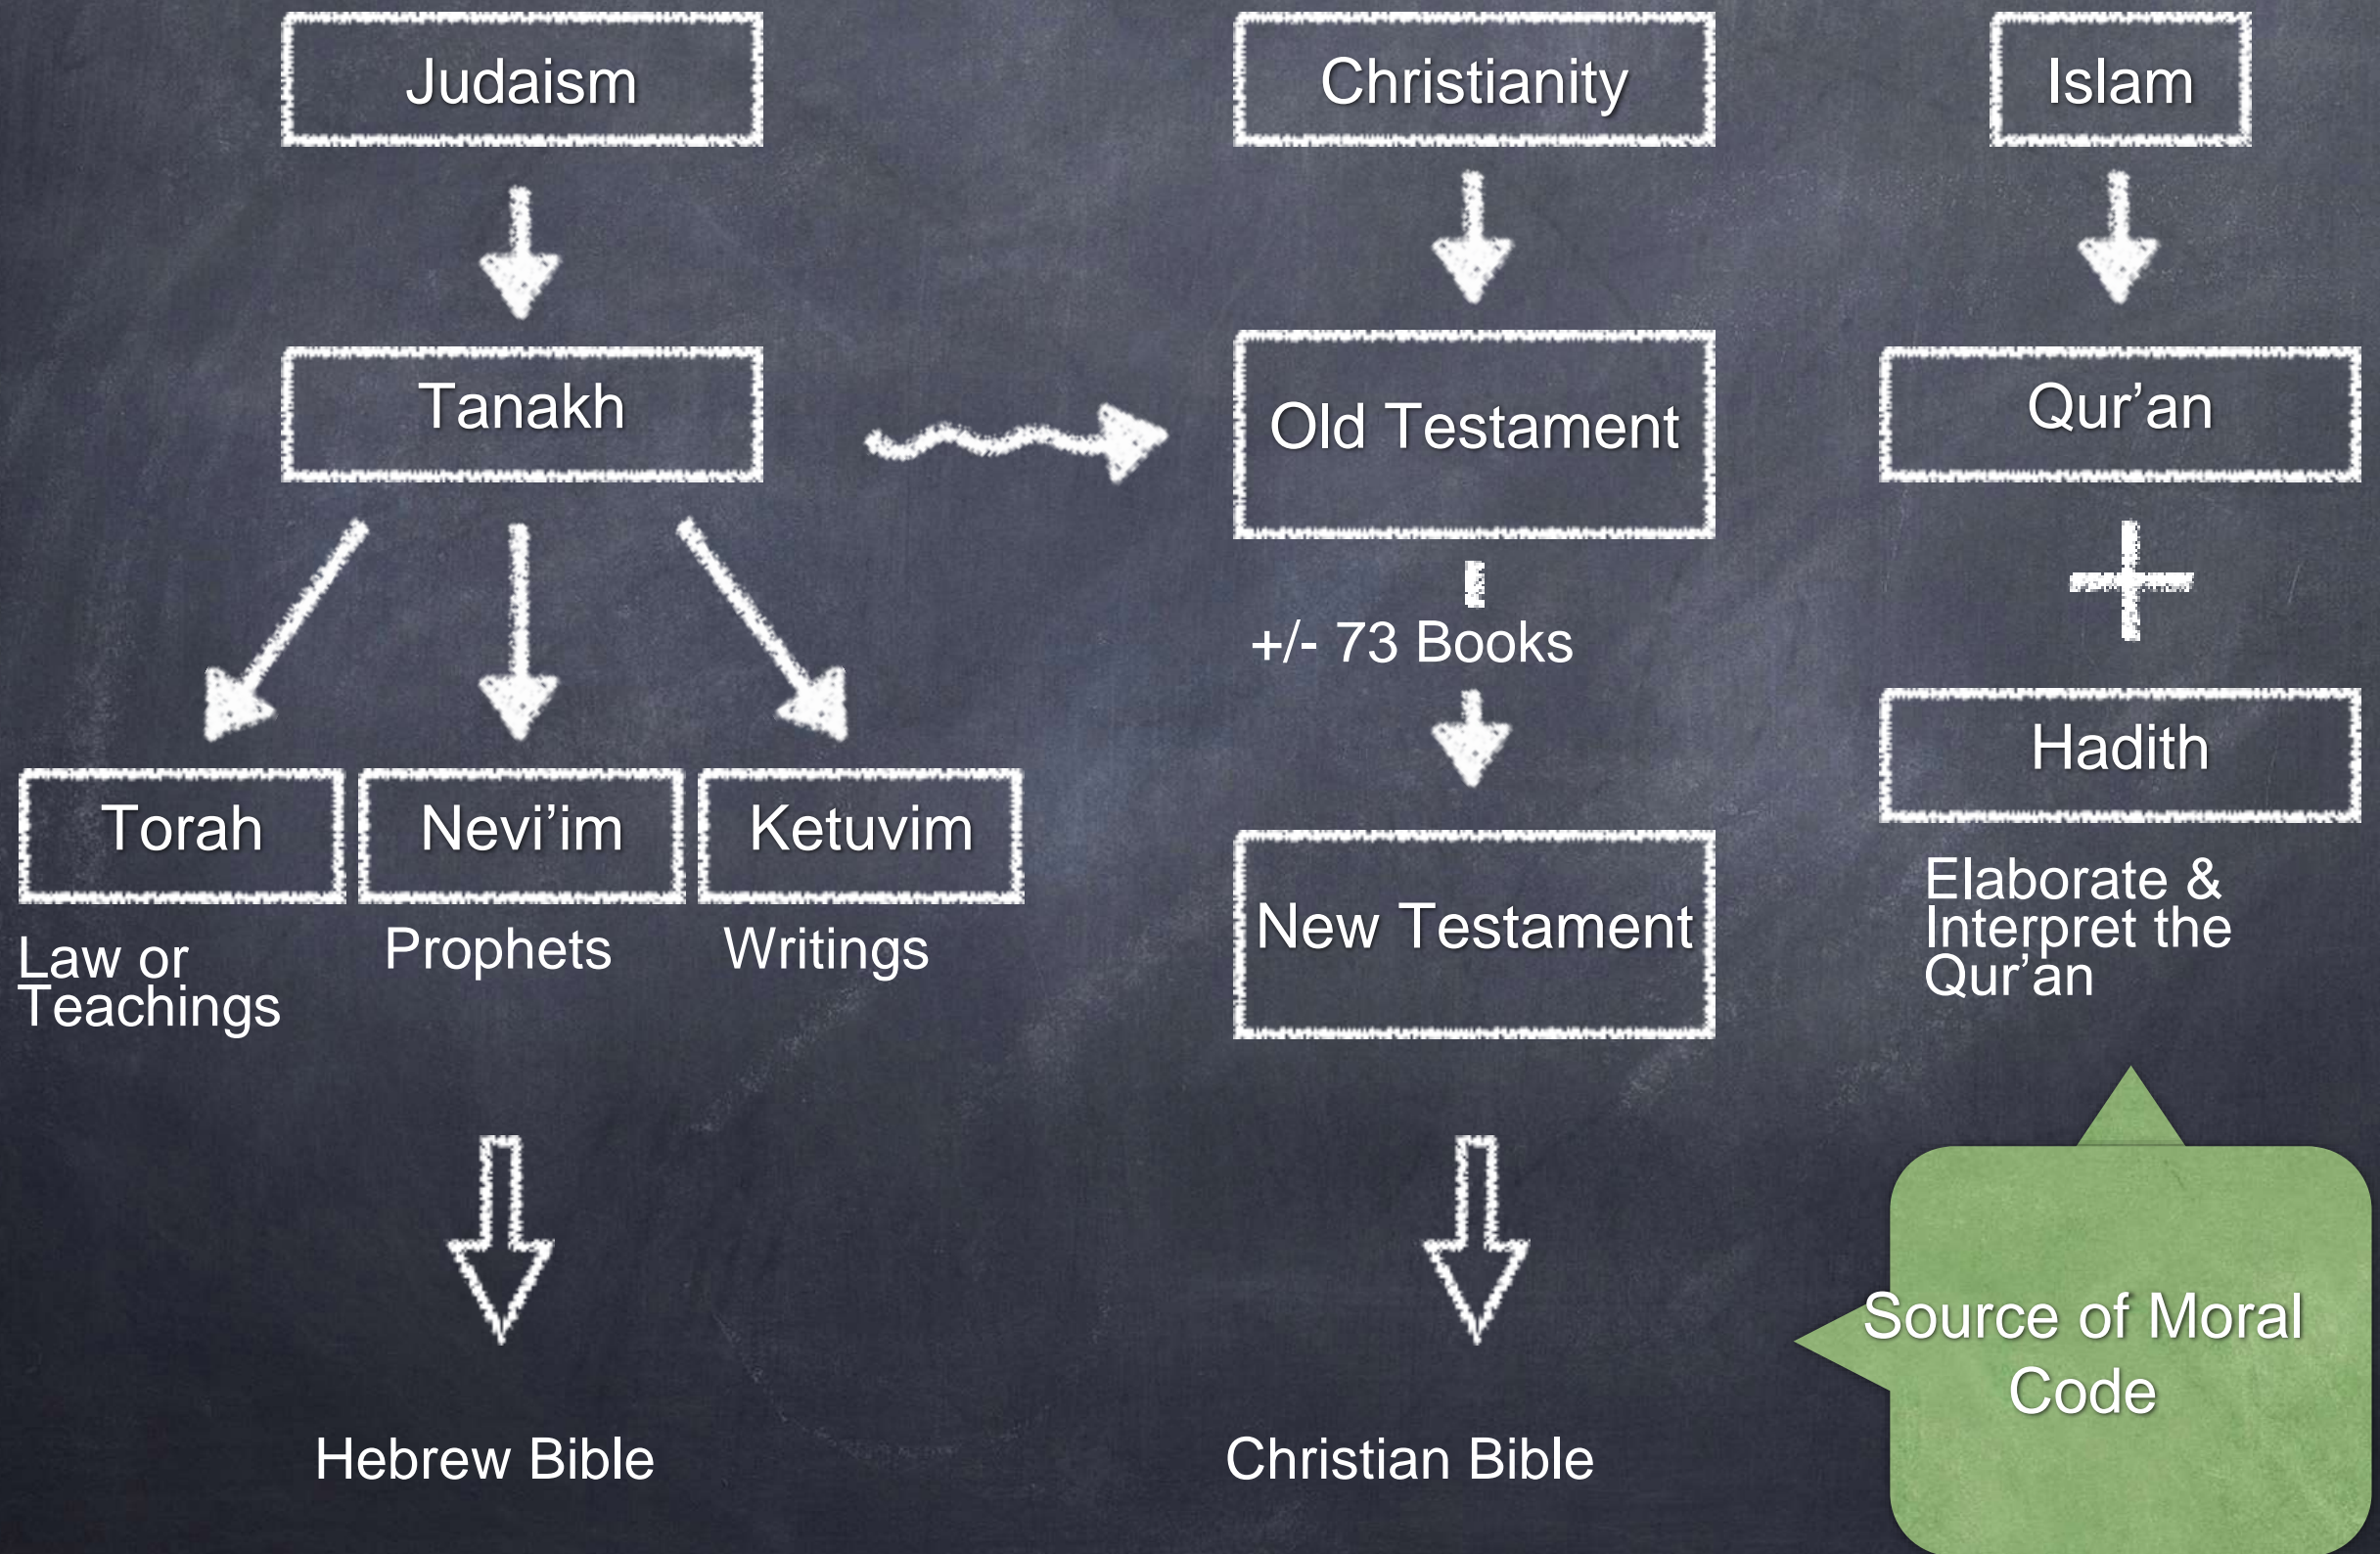 Judaism
Christianity
Islam
Tanakh
Old Testament
Qur’an
+/- 73 Books
Torah
Nevi’im
Ketuvim
Hadith
Law or
Teachings
Prophets
Writings
New Testament
Elaborate &
Interpret the
Qur’an
Source of Moral
Code
Hebrew Bible
Christian Bible